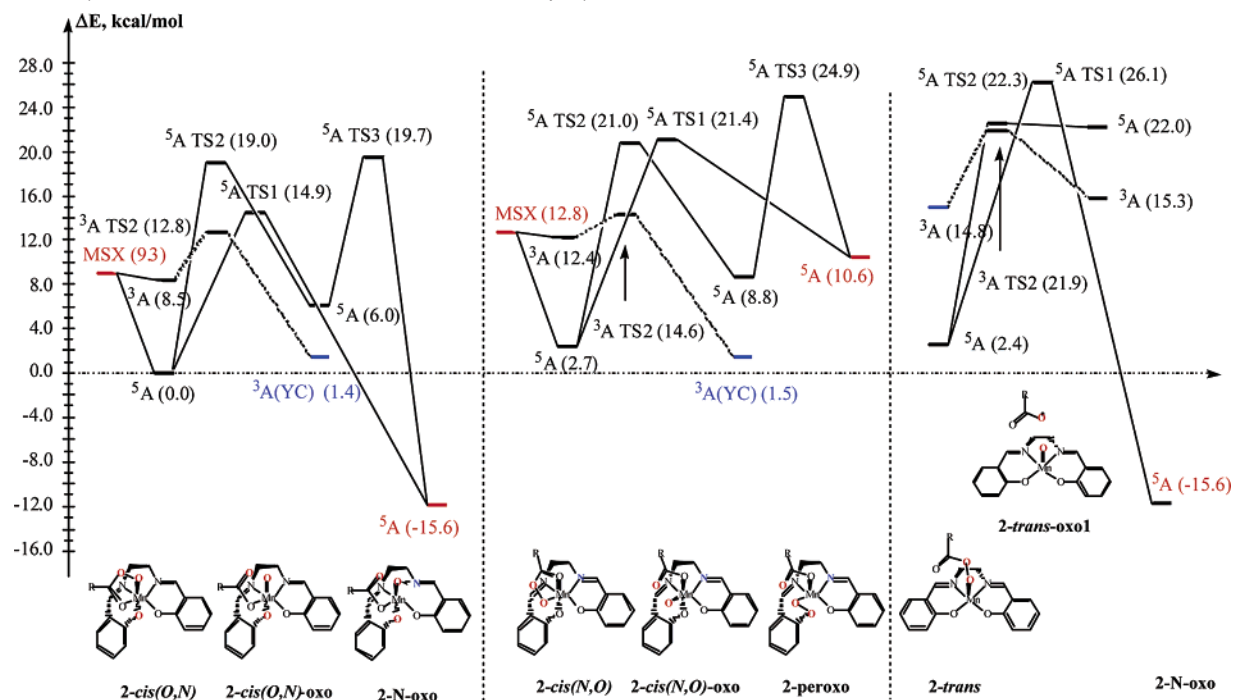 ΔE, kcal/mol
28.0
24.0
20.0
16.0
12.0
8.0
4.0
0.0
-4.0
-8.0
-12.0
-16.0
⁵A TS2 (19.0)
⁵A TS3 (19.7)
⁵A TS1 (14.9)
³A TS2 (12.8)
MSX (93)
³A (8.5)
⁵A (6.0)
⁵A (0.0)
³A(YC) (1.4)
⁵A (-15.6)
⁵A TS3 (24.9)
⁵A TS2 (21.0)
⁵A TS1 (21.4)
MSX (12.8)
³A (12.4)
⁵A (8.8)
⁵A (10.6)
³A TS2 (14.6)
⁵A (2.7)
³A(YC) (1.5)
⁵A TS2 (22.3)
⁵A TS1 (26.1)
⁵A (22.0)
³A (15.3)
³A (14.8)
³A TS2 (21.9)
⁵A (2.4)
⁵A (-15.6)
R
O
O
O
N
N
Mn
O
O
2-trans-oxo1
2-cis(O,N)
2-cis(O,N)-oxo
2-N-oxo
2-cis(N,O)
2-cis(N,O)-oxo
2-peroxo
2-trans
2-N-oxo